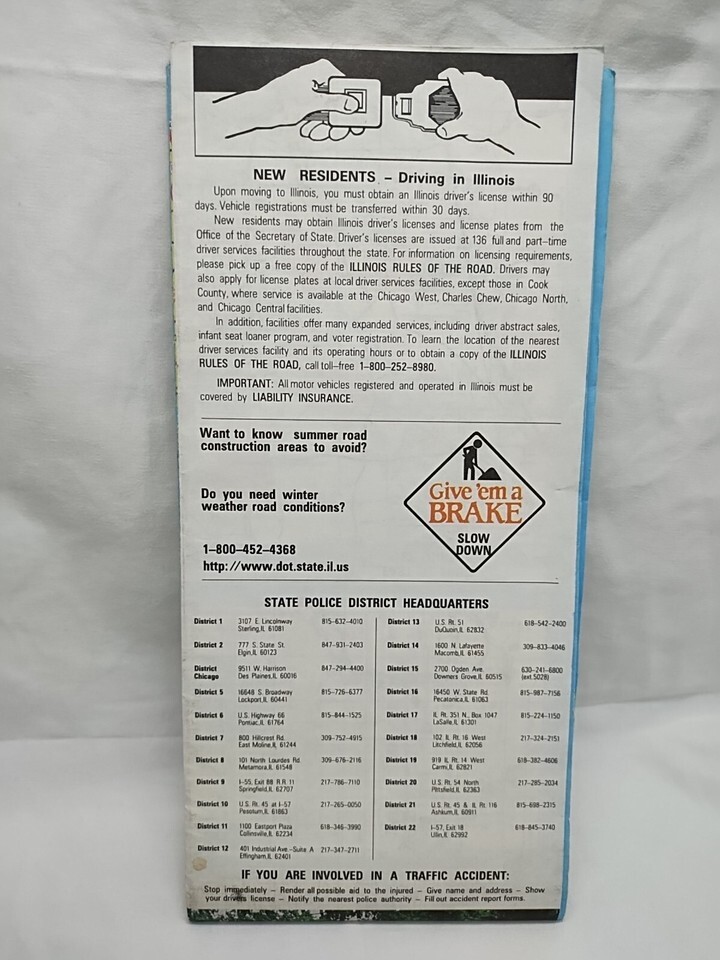 NEW RESIDENTS - Driving in Illinois
Upon moving to Illinois, you must obtain an Illinois driver's license within 90
days. Vehicle registrations must be transferred within 30 days.
New residents may obtain Illinois driver's licenses and license plates from the
Office of the Secretary of State. Driver's licenses are issued at 136 full and part-time
driver services facilities throughout the state. For information on licensing requirements,
please pick up a free copy of the ILLINOIS RULES OF THE ROAD. Drivers may
also apply for license plates at local driver services facilities, except those in Cook
County, where service is available at the Chicago West, Charles Chew, Chicago North,
and Chicago Central facilities.
In addition, facilities offer many expanded services, including driver abstract sales,
infant seat loaner program, and voter registration. To learn the location of the nearest
driver services facility and its operating hours or to obtain a copy of the ILLINOIS
RULES OF THE ROAD, call toll-free 1-800-252-8980.
IMPORTANT: All motor vehicles registered and operated in Illinois must be
covered by LIABILITY INSURANCE.
Want to know summer road
construction areas to avoid?
Do you need winter
weather road conditions?
1-800-452-4368
http://www.dot.state.il.us
Give 'em a
BRAKE
SLOW
DOWN
STATE POLICE DISTRICT HEADQUARTERS
District 1 3107 E. Lincolnway 815-632-4010
Sterling, IL 61081
District 2 777 S. State St. 847-931-2403
Elgin, IL 60123
District 9511 W. Harrison 847-294-4400
Chicago Des Plaines, IL 60016
District 5 16648 S. Broadway 815-726-6377
Lockport, IL 60441
District 6 U.S. Highway 66 815-844-1525
Pontiac, IL 61764
District 7 800 Hillcrest Rd. 309-752-4915
East Moline, IL 61244
District 8 101 North Lourdes Rd. 309-676-2116
Metamora, IL 61548
District 9 I-55, Exit 88 R.R. 11 217-786-7110
Springfield, IL 62707
District 10 U.S. Rt. 45 at I-57 217-265-0050
Pesotum, IL 61863
District 11 1100 Eastport Plaza 618-346-3990
Collinsville, IL 62234
District 12 401 Industrial Ave.-Suite A 217-347-2711
Effingham, IL 62401
District 13 U.S. Rt. 51 618-542-2400
DuQuoin, IL 62832
District 14 1600 N. Lafayette 309-833-4046
Macomb, IL 61455
District 15 2700 Ogden Ave. 630-241-6800
Downers Grove, IL 60515 (ext.5028)
District 16 16450 W. State Rd. 815-987-7156
Pecatonica, IL 61063
District 17 IL Rt. 351 N., Box 1047 815-224-1150
LaSalle, IL 61301
District 18 102 IL Rt. 16 West 217-324-2151
Litchfield, IL 62056
District 19 919 IL Rt. 14 West 618-382-4606
Carmi, IL 62821
District 20 U.S. Rt. 54 North 217-285-2034
Pittsfield, IL 62363
District 21 U.S. Rt. 45 & IL Rt. 116 815-698-2315
Ashkum, IL 60911
District 22 I-57, Exit 18 618-845-3740
Ullin, IL 62992
IF YOU ARE INVOLVED IN A TRAFFIC ACCIDENT:
Stop immediately - Render all possible aid to the injured - Give name and address - Show
your drivers license - Notify the nearest police authority - Fill out accident report forms.